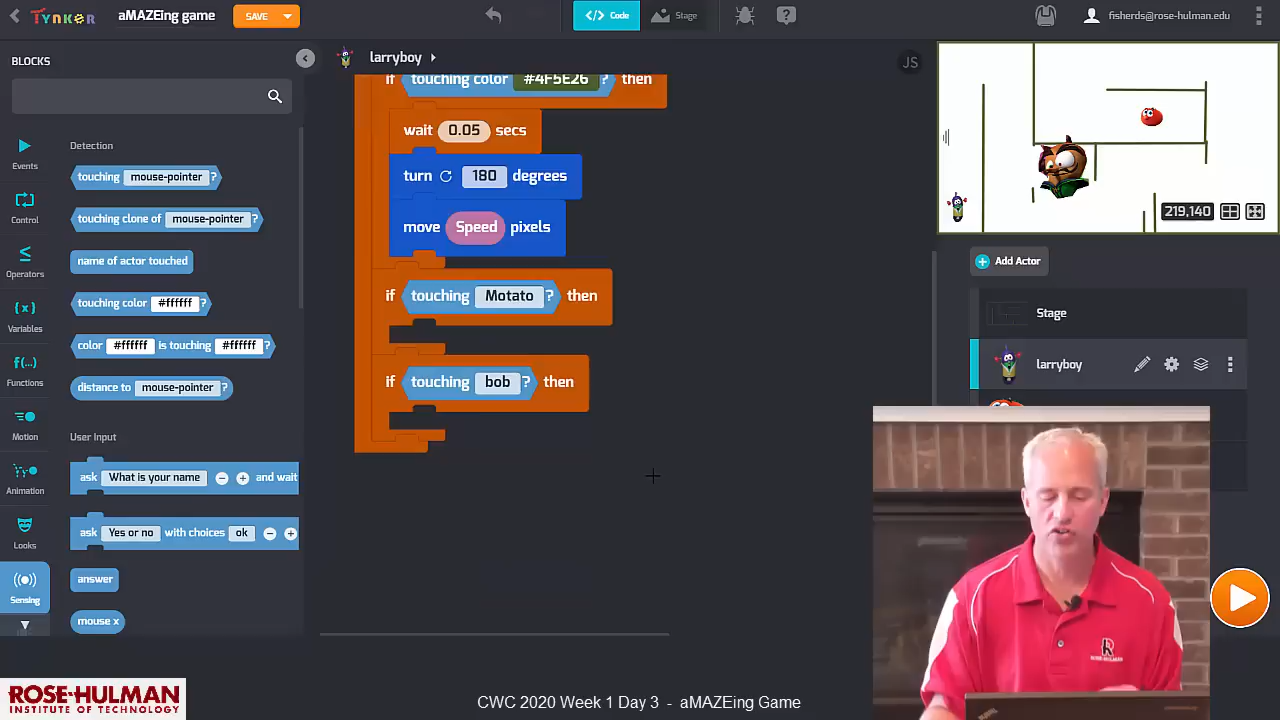 Tynker
aMAZEing game
SAVE
</> Code
Stage
fisherds@rose-hulman.edu
BLOCKS
larryboy
JS
if touching color #4F5E26 ? then
wait 0.05 secs
turn 180 degrees
move Speed pixels
if touching Motato ? then
if touching bob ? then
Events
Control
Operators
{x}
Variables
f(...)
Functions
Motion
Animation
Looks
Sensing
Detection
touching mouse-pointer ?
touching clone of mouse-pointer ?
name of actor touched
touching color #ffffff ?
color #ffffff is touching #ffffff ?
distance to mouse-pointer ?
User Input
ask What is your name and wait
ask Yes or no with choices ok
answer
mouse x
219,140
Add Actor
Stage
larryboy
R
ROSE-HULMAN
ROSE-HULMAN
INSTITUTE OF TECHNOLOGY
CWC 2020 Week 1 Day 3 - aMAZEing Game